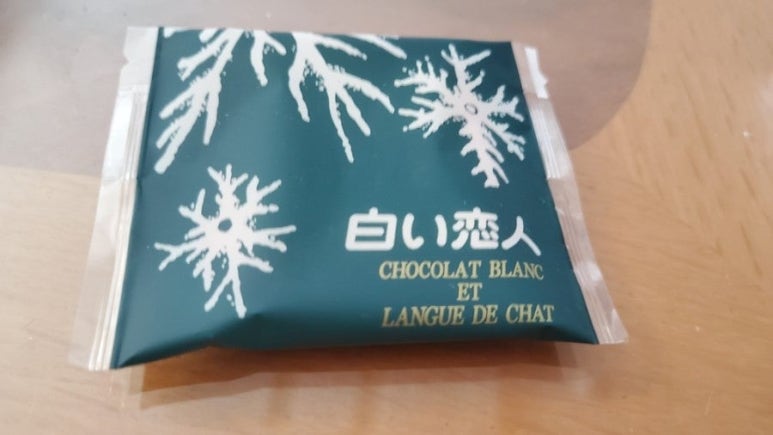 白い恋人
CHOCOLAT BLANC
ET
LANGUE DE CHAT